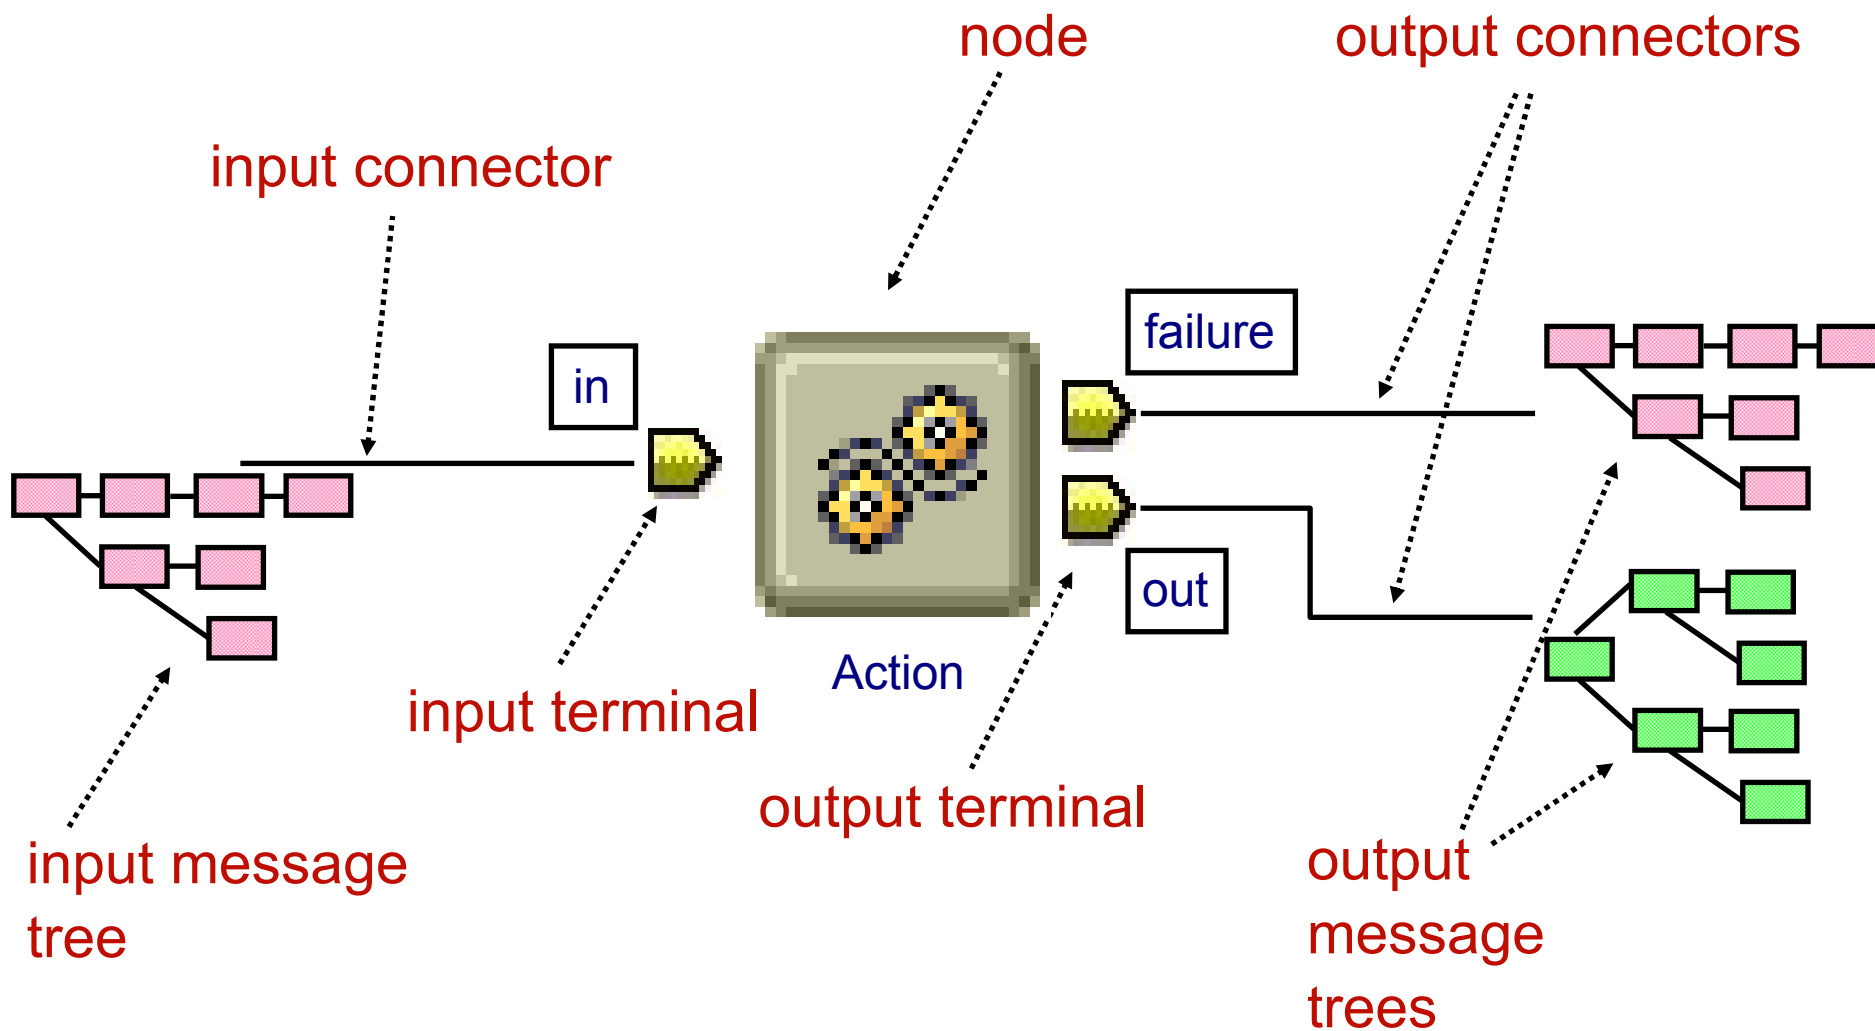 node
output connectors
input connector
failure
in
out
Action
input terminal
output terminal
input message
tree
output
message
trees